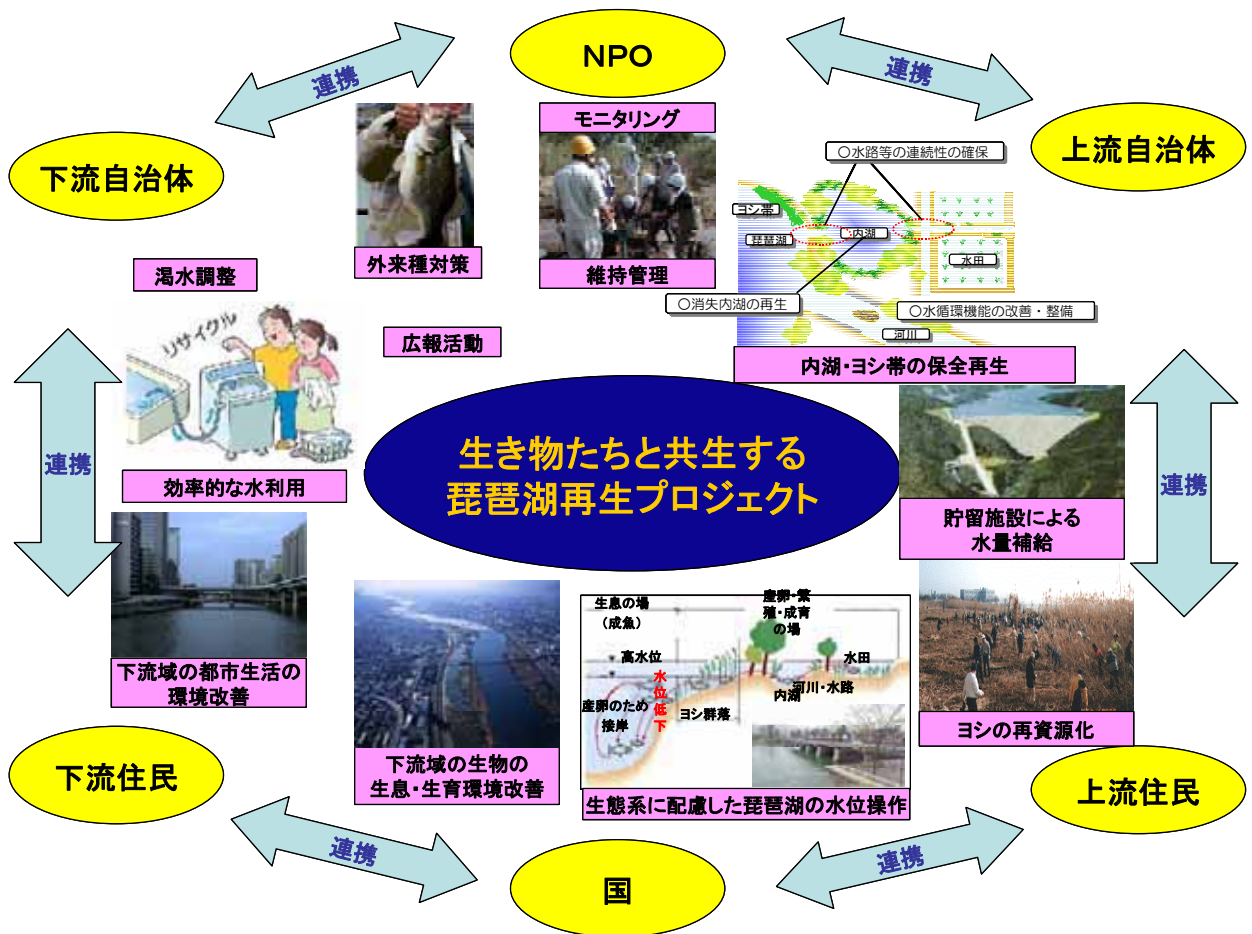 NPO
連携
連携
下流自治体
上流自治体
モニタリング
維持管理
外来種対策
渇水調整
広報活動
リサイクル
効率的な水利用
○水路等の連続性の確保
ヨシ帯
琵琶湖
内湖
水田
○消失内湖の再生
○水循環機能の改善・整備
河川
内湖・ヨシ帯の保全再生
連携
連携
生き物たちと共生する
琵琶湖再生プロジェクト
貯留施設による
水量補給
下流域の都市生活の
環境改善
下流域の生物の
生息・生育環境改善
生息の場
(成魚)
産卵・繁
殖・成育
の場
高水位
水田
水位低下
河川・水路
内湖
産卵のため
接岸
ヨシ群落
生態系に配慮した琵琶湖の水位操作
ヨシの再資源化
下流住民
上流住民
連携
連携
国